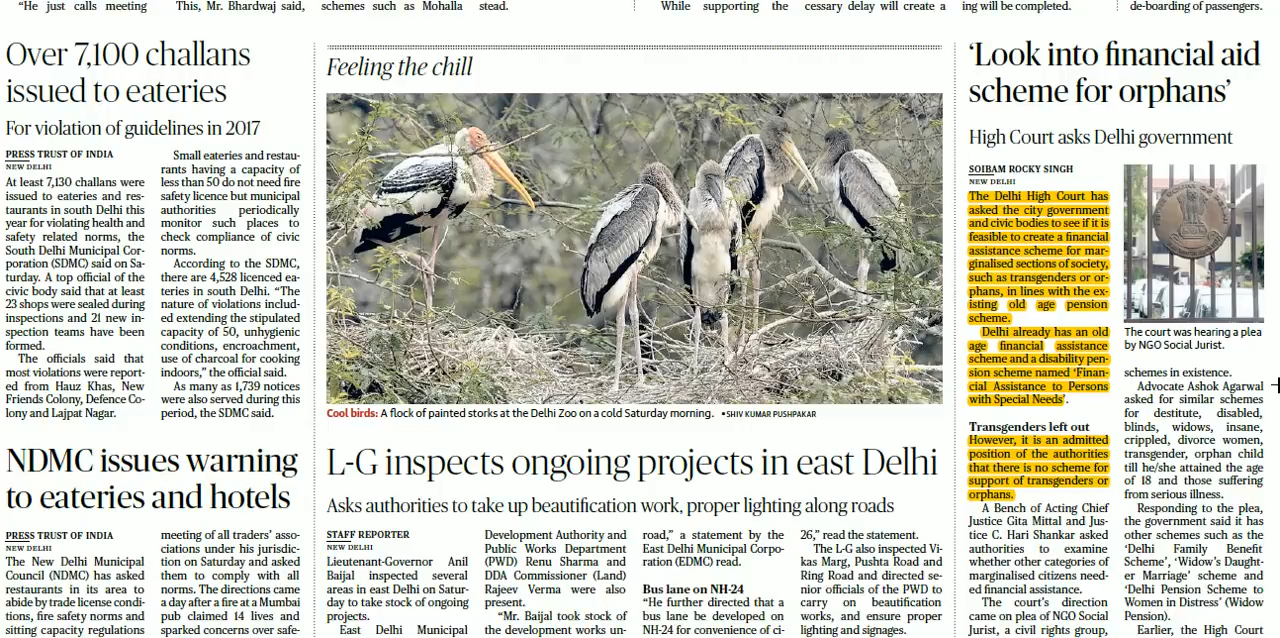 "He just calls meeting
This, Mr. Bhardwaj said,
schemes such as Mohalla
stead.
While supporting the
cessary delay will create a
ing will be completed.
de-boarding of passengers.
Over 7,100 challans
issued to eateries
For violation of guidelines in 2017
PRESS TRUST OF INDIA
NEW DELHI
At least 7,130 challans were
issued to eateries and res-
taurants in south Delhi this
year for violating health and
safety related norms, the
South Delhi Municipal Cor-
poration (SDMC) said on Sa-
turday. A top official of the
civic body said that at least
23 shops were sealed during
inspections and 21 new in-
spection teams have been
formed.
The officials said that
most violations were report-
ed from Hauz Khas, New
Friends Colony, Defence Co-
lony and Lajpat Nagar.
Small eateries and restau-
rants having a capacity of
less than 50 do not need fire
safety licence but municipal
authorities periodically
monitor such places to
check compliance of civic
norms.
According to the SDMC,
there are 4,528 licenced ea-
teries in south Delhi. "The
nature of violations includ-
ed extending the stipulated
capacity of 50, unhygienic
conditions, encroachment,
use of charcoal for cooking
indoors," the official said.
As many as 1,739 notices
were also served during this
period, the SDMC said.
NDMC issues warning
to eateries and hotels
PRESS TRUST OF INDIA
NEW DELHI
The New Delhi Municipal
Council (NDMC) has asked
restaurants in its area to
abide by trade license condi-
tions, fire safety norms and
sitting capacity regulations
meeting of all traders' asso-
ciations under his jurisdic-
tion on Saturday and asked
them to comply with all
norms. The directions came
a day after a fire at a Mumbai
pub claimed 14 lives and
sparked concerns over safe-
Feeling the chill
Cool birds: A flock of painted storks at the Delhi Zoo on a cold Saturday morning. ▪SHIV KUMAR PUSHPAKAR
L-G inspects ongoing projects in east Delhi
Asks authorities to take up beautification work, proper lighting along roads
STAFF REPORTER
NEW DELHI
Lieutenant-Governor Anil
Baijal inspected several
areas in east Delhi on Satur-
day to take stock of ongoing
projects.
East Delhi Municipal
Development Authority and
Public Works Department
(PWD) Renu Sharma and
DDA Commissioner (Land)
Rajeev Verma were also
present.
"Mr. Baijal took stock of
the development works un-
road," a statement by the
East Delhi Municipal Corpo-
ration (EDMC) read.
Bus lane on NH-24
"He further directed that a
bus lane be developed on
NH-24 for convenience of ci-
26," read the statement.
The L-G also inspected Vi-
kas Marg, Pushta Road and
Ring Road and directed se-
nior officials of the PWD to
carry on beautification
works, and ensure proper
lighting and signages.
'Look into financial aid
scheme for orphans'
High Court asks Delhi government
SOIBAM ROCKY SINGH
NEW DELHI
The Delhi High Court has
asked the city government
and civic bodies to see if it is
feasible to create a financial
assistance scheme for mar-
ginalised sections of society,
such as transgenders or or-
phans, in lines with the ex-
isting old age pension
scheme.
Delhi already has an old
age financial assistance
scheme and a disability pen-
sion scheme named 'Finan-
cial Assistance to Persons
with Special Needs'.
Transgenders left out
However, it is an admitted
position of the authorities
that there is no scheme for
support of transgenders or
orphans.
A Bench of Acting Chief
Justice Gita Mittal and Jus-
tice C. Hari Shankar asked
authorities to examine
whether other categories of
marginalised citizens need-
ed financial assistance.
The court's direction
came on plea of NGO Social
Jurist, a civil rights group,
The court was hearing a plea
by NGO Social Jurist.
schemes in existence.
Advocate Ashok Agarwal
asked for similar schemes
for destitute, disabled,
blinds, widows, insane,
crippled, divorce women,
transgender, orphan child
till he/she attained the age
of 18 and those suffering
from serious illness.
Responding to the plea,
the government said it has
other schemes such as the
'Delhi Family Benefit
Scheme', 'Widow's Daught-
er Marriage' scheme and
'Delhi Pension Scheme to
Women in Distress' (Widow
Pension).
Earlier, the High Court